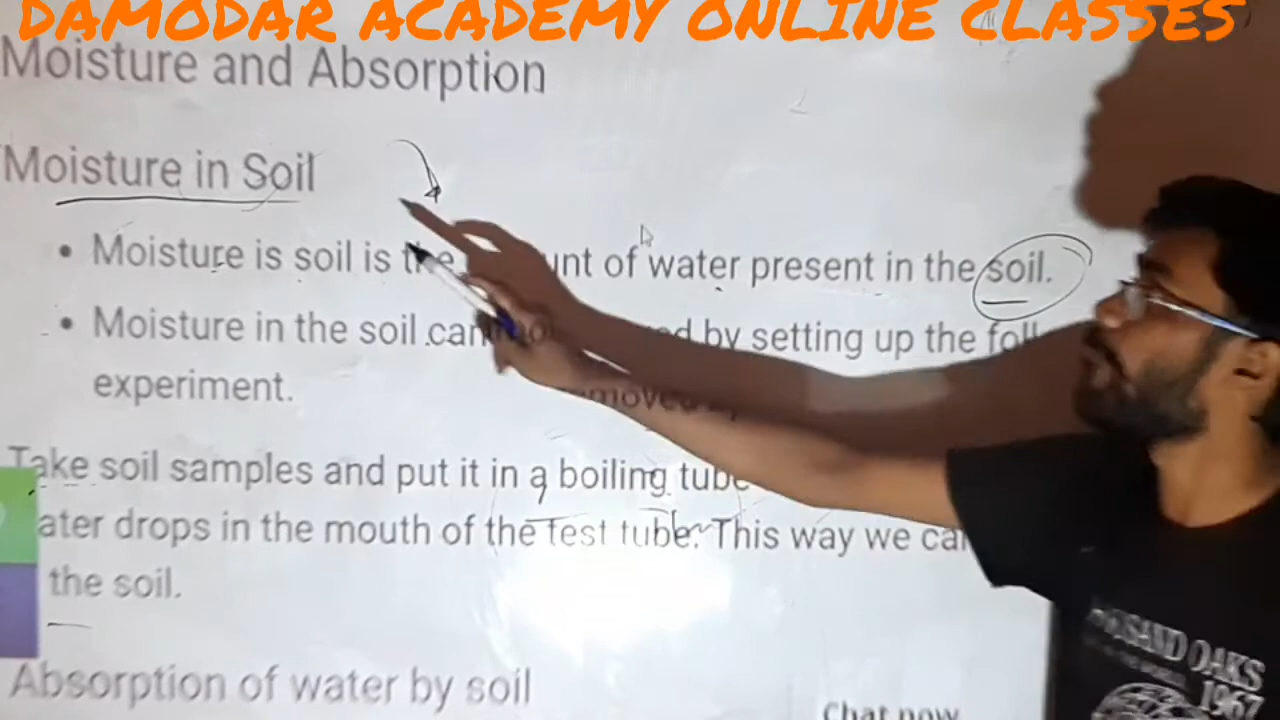 DAMODAR ACADEMY ONLINE CLASSES
Moisture and Absorption
Moisture in Soil
• Moisture is soil is the unt of water present in the soil.
• Moisture in the soil can by setting up the
experiment.
Take soil samples and put it in a boiling
ater drops in the mouth of the test tube. This way we
the soil.
Absorption of water by soil
Chat now
OAKS
1967